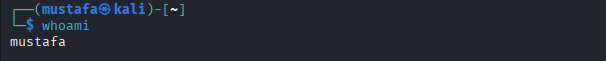 ┌──(mustafa㉿kali)-[~]
└─$ whoami
mustafa